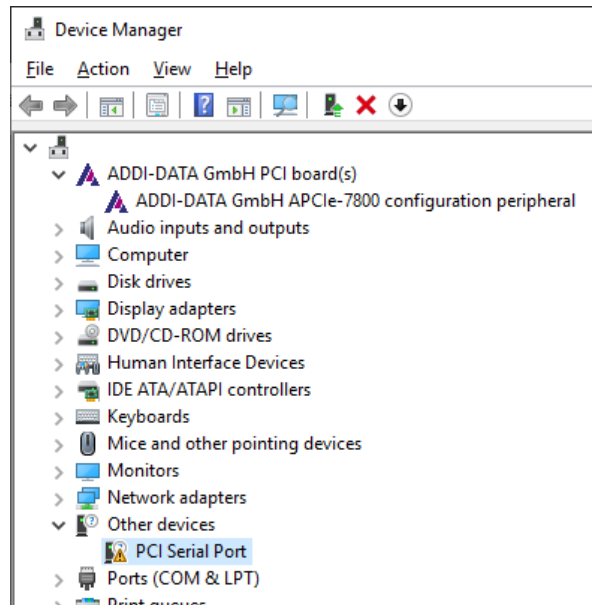 Device Manager
File Action View Help
ADDI-DATA GmbH PCI board(s)
ADDI-DATA GmbH APCIe-7800 configuration peripheral
Audio inputs and outputs
Computer
Disk drives
Display adapters
DVD/CD-ROM drives
Human Interface Devices
IDE ATA/ATAPI controllers
Keyboards
Mice and other pointing devices
Monitors
Network adapters
Other devices
PCI Serial Port
Ports (COM & LPT)
Print queues